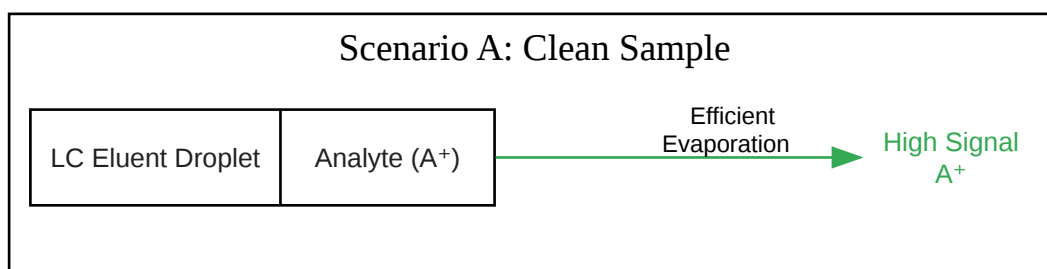 Scenario A: Clean Sample
LC Eluent Droplet
Analyte (A⁺)
Efficient
Evaporation
High Signal
A⁺